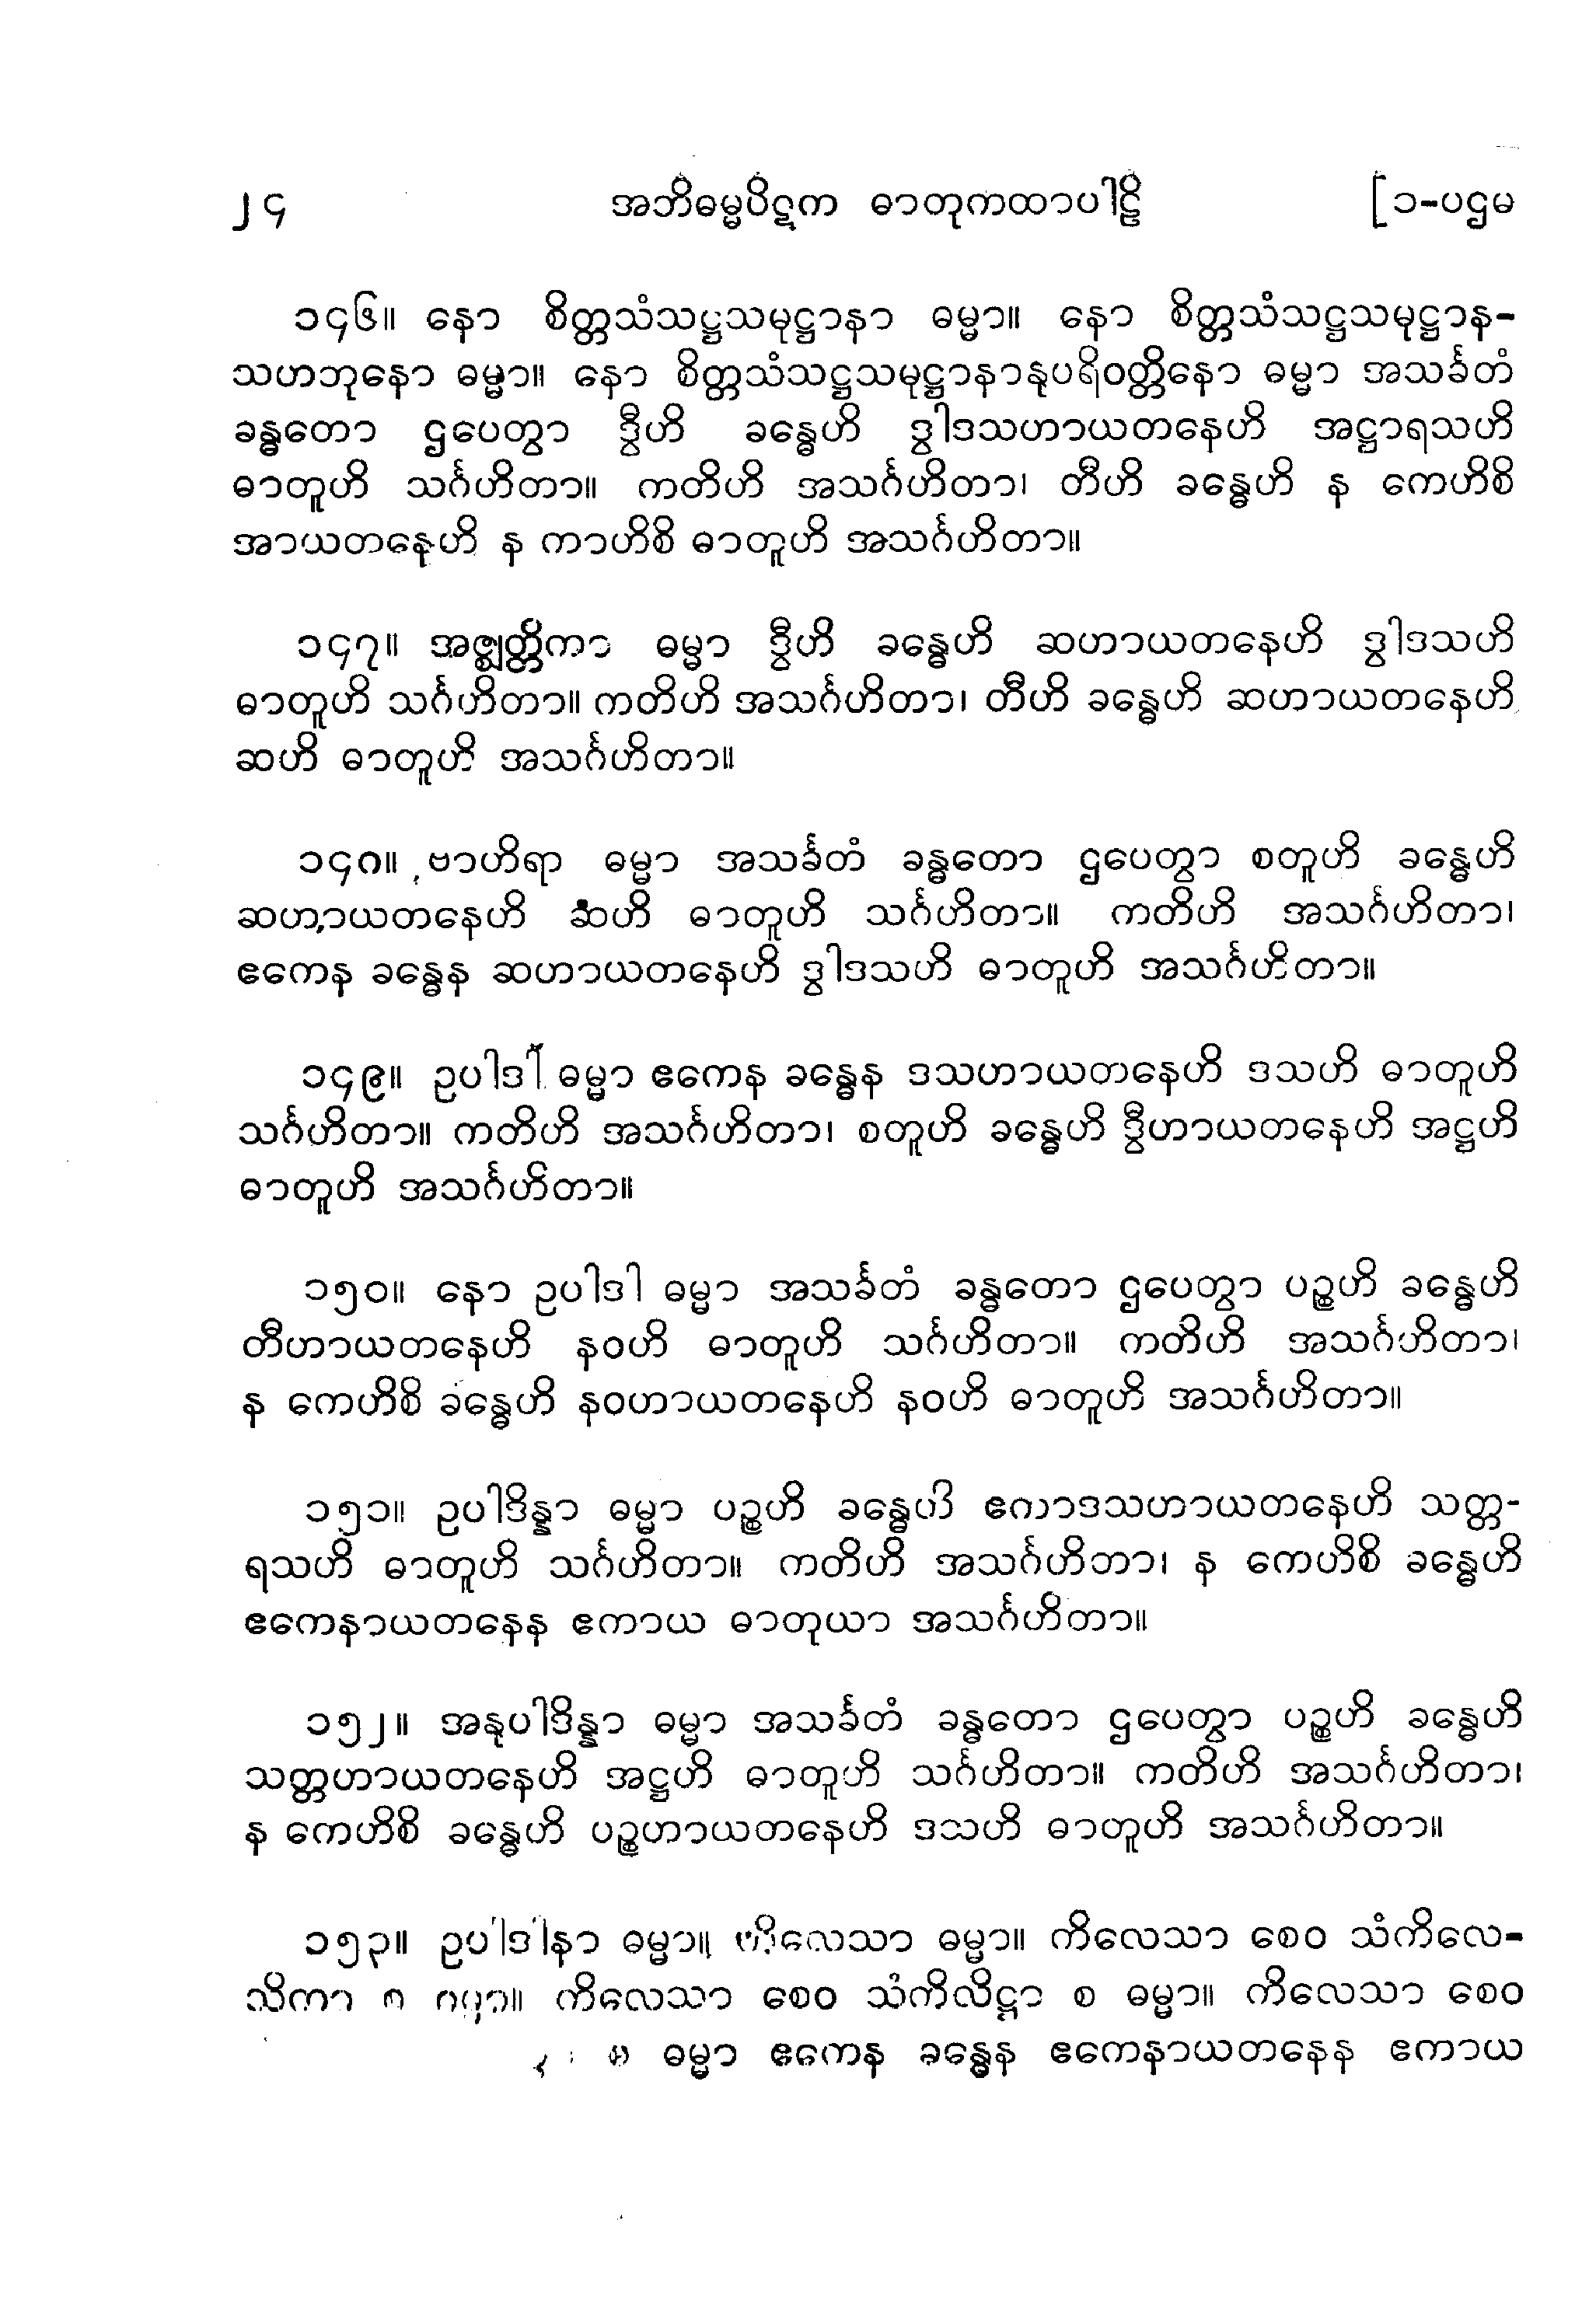 ၂၄ အဘိဓမ္မပိဋက ဓာတုကထာပါဠိ [၁-ပဌမ
၁၄၆။ နော စိတ္တသံသဋ္ဌသမုဋ္ဌာနာ ဓမ္မာ။ နော စိတ္တသံသဋ္ဌသမုဋ္ဌာန-
သဟဘုနော ဓမ္မာ။ နော စိတ္တသံသဋ္ဌသမုဋ္ဌာနာနုပရိဝတ္တိနော ဓမ္မာ အသင်္ခတံ
ခန္ဓတော ဌပေတွာ ဒွီဟိ ခန္ဓေဟိ ဒွါဒသဟာယတနေဟိ အဋ္ဌာရသဟိ
ဓာတူဟိ သင်္ဂဟိတာ။ ကတိဟိ အသင်္ဂဟိတာ၊ တီဟိ ခန္ဓေဟိ န ကေဟိစိ
အာယတနေဟိ န ကာဟိစိ ဓာတူဟိ အသင်္ဂဟိတာ။
၁၄၇။ အဇ္ဈတ္တိကာ ဓမ္မာ ဒွီဟိ ခန္ဓေဟိ ဆဟာယတနေဟိ ဒွါဒသဟိ
ဓာတူဟိ သင်္ဂဟိတာ။ ကတိဟိ အသင်္ဂဟိတာ၊ တီဟိ ခန္ဓေဟိ ဆဟာယတနေဟိ
ဆဟိ ဓာတူဟိ အသင်္ဂဟိတာ။
၁၄၈။ ဗာဟိရာ ဓမ္မာ အသင်္ခတံ ခန္ဓတော ဌပေတွာ စတူဟိ ခန္ဓေဟိ
ဆဟာယတနေဟိ ဆဟိ ဓာတူဟိ သင်္ဂဟိတာ။ ကတိဟိ အသင်္ဂဟိတာ၊
ဧကေန ခန္ဓေန ဆဟာယတနေဟိ ဒွါဒသဟိ ဓာတူဟိ အသင်္ဂဟိတာ။
၁၄၉။ ဥပါဒါ ဓမ္မာ ဧကေန ခန္ဓေန ဒသဟာယတနေဟိ ဒသဟိ ဓာတူဟိ
သင်္ဂဟိတာ။ ကတိဟိ အသင်္ဂဟိတာ၊ စတူဟိ ခန္ဓေဟိ ဒွီဟာယတနေဟိ အဋ္ဌဟိ
ဓာတူဟိ အသင်္ဂဟိတာ။
၁၅၀။ နော ဥပါဒါ ဓမ္မာ အသင်္ခတံ ခန္ဓတော ဌပေတွာ ပဉ္စဟိ ခန္ဓေဟိ
တီဟာယတနေဟိ နဝဟိ ဓာတူဟိ သင်္ဂဟိတာ။ ကတိဟိ အသင်္ဂဟိတာ၊
န ကေဟိစိ ခန္ဓေဟိ နဝဟာယတနေဟိ နဝဟိ ဓာတူဟိ အသင်္ဂဟိတာ။
၁၅၁။ ဥပါဒိန္နာ ဓမ္မာ ပဉ္စဟိ ခန္ဓေဟိ ဧကာဒသဟာယတနေဟိ သတ္တ-
ရသဟိ ဓာတူဟိ သင်္ဂဟိတာ။ ကတိဟိ အသင်္ဂဟိတာ၊ န ကေဟိစိ ခန္ဓေဟိ
ဧကေနာယတနေန ဧကာယ ဓာတုယာ အသင်္ဂဟိတာ။
၁၅၂။ အနုပါဒိန္နာ ဓမ္မာ အသင်္ခတံ ခန္ဓတော ဌပေတွာ ပဉ္စဟိ ခန္ဓေဟိ
သတ္တဟာယတနေဟိ အဋ္ဌဟိ ဓာတူဟိ သင်္ဂဟိတာ။ ကတိဟိ အသင်္ဂဟိတာ၊
န ကေဟိစိ ခန္ဓေဟိ ပဉ္စဟာယတနေဟိ ဒသဟိ ဓာတူဟိ အသင်္ဂဟိတာ။
၁၅၃။ ဥပါဒါနာ ဓမ္မာ။ ကိလေသာ ဓမ္မာ။ ကိလေသာ စေဝ သံကိလေ-
သိကာ စ ဓမ္မာ။ ကိလေသာ စေဝ သံကိလိဋ္ဌာ စ ဓမ္မာ။ ကိလေသာ စေဝ
စ ဓမ္မာ ဧကေန ခန္ဓေန ဧကေနာယတနေန ဧကာယ